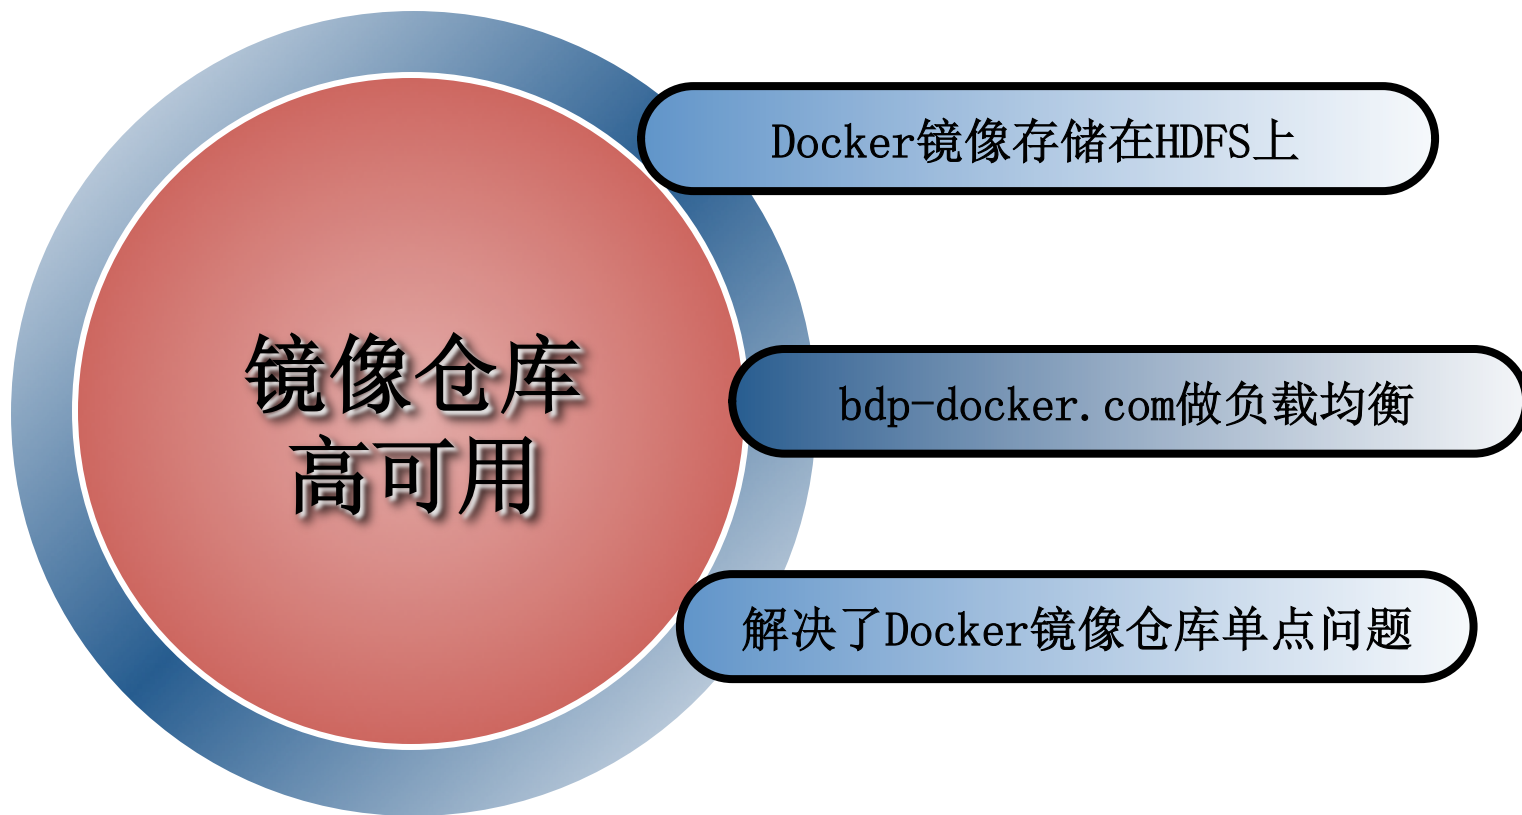 镜像仓库
高可用
Docker镜像存储在HDFS上
bdp-docker.com做负载均衡
解决了Docker镜像仓库单点问题